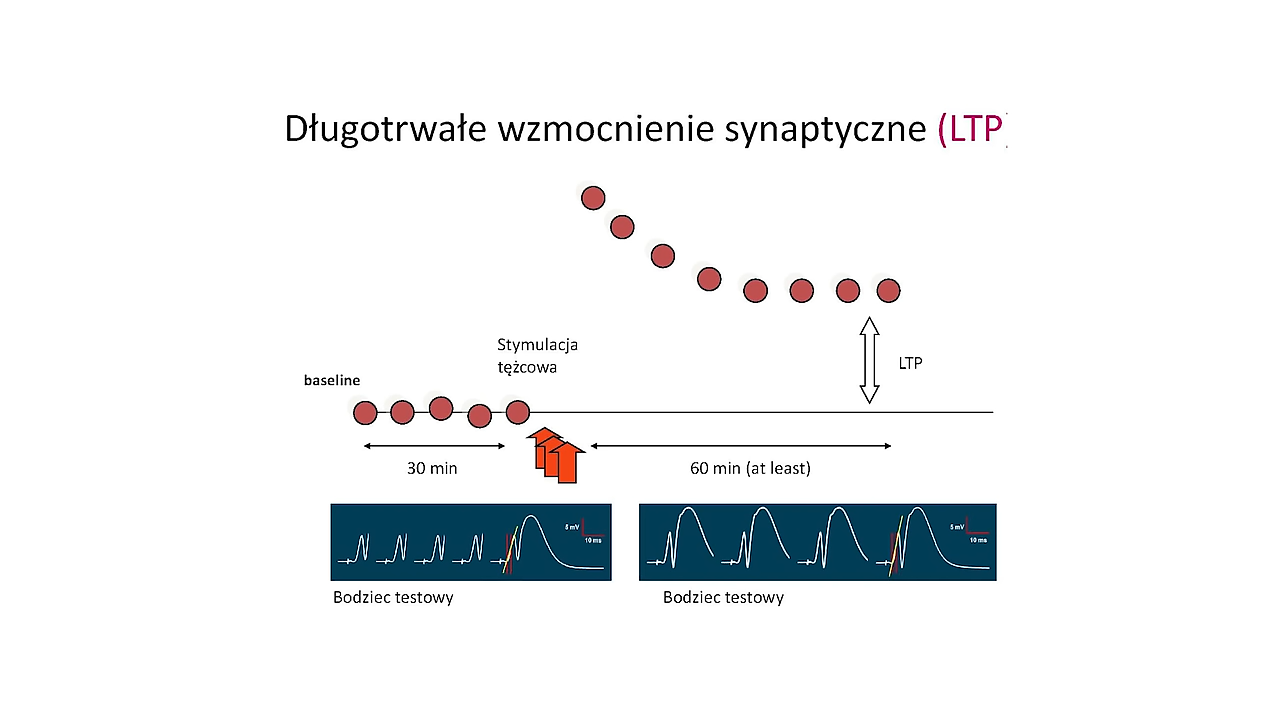 Długotrwałe wzmocnienie synaptyczne (LTP)
Stymulacja
tężcowa
baseline
LTP
30 min
60 min (at least)
5 mV
10 ms
5 mV
10 ms
Bodziec testowy
Bodziec testowy